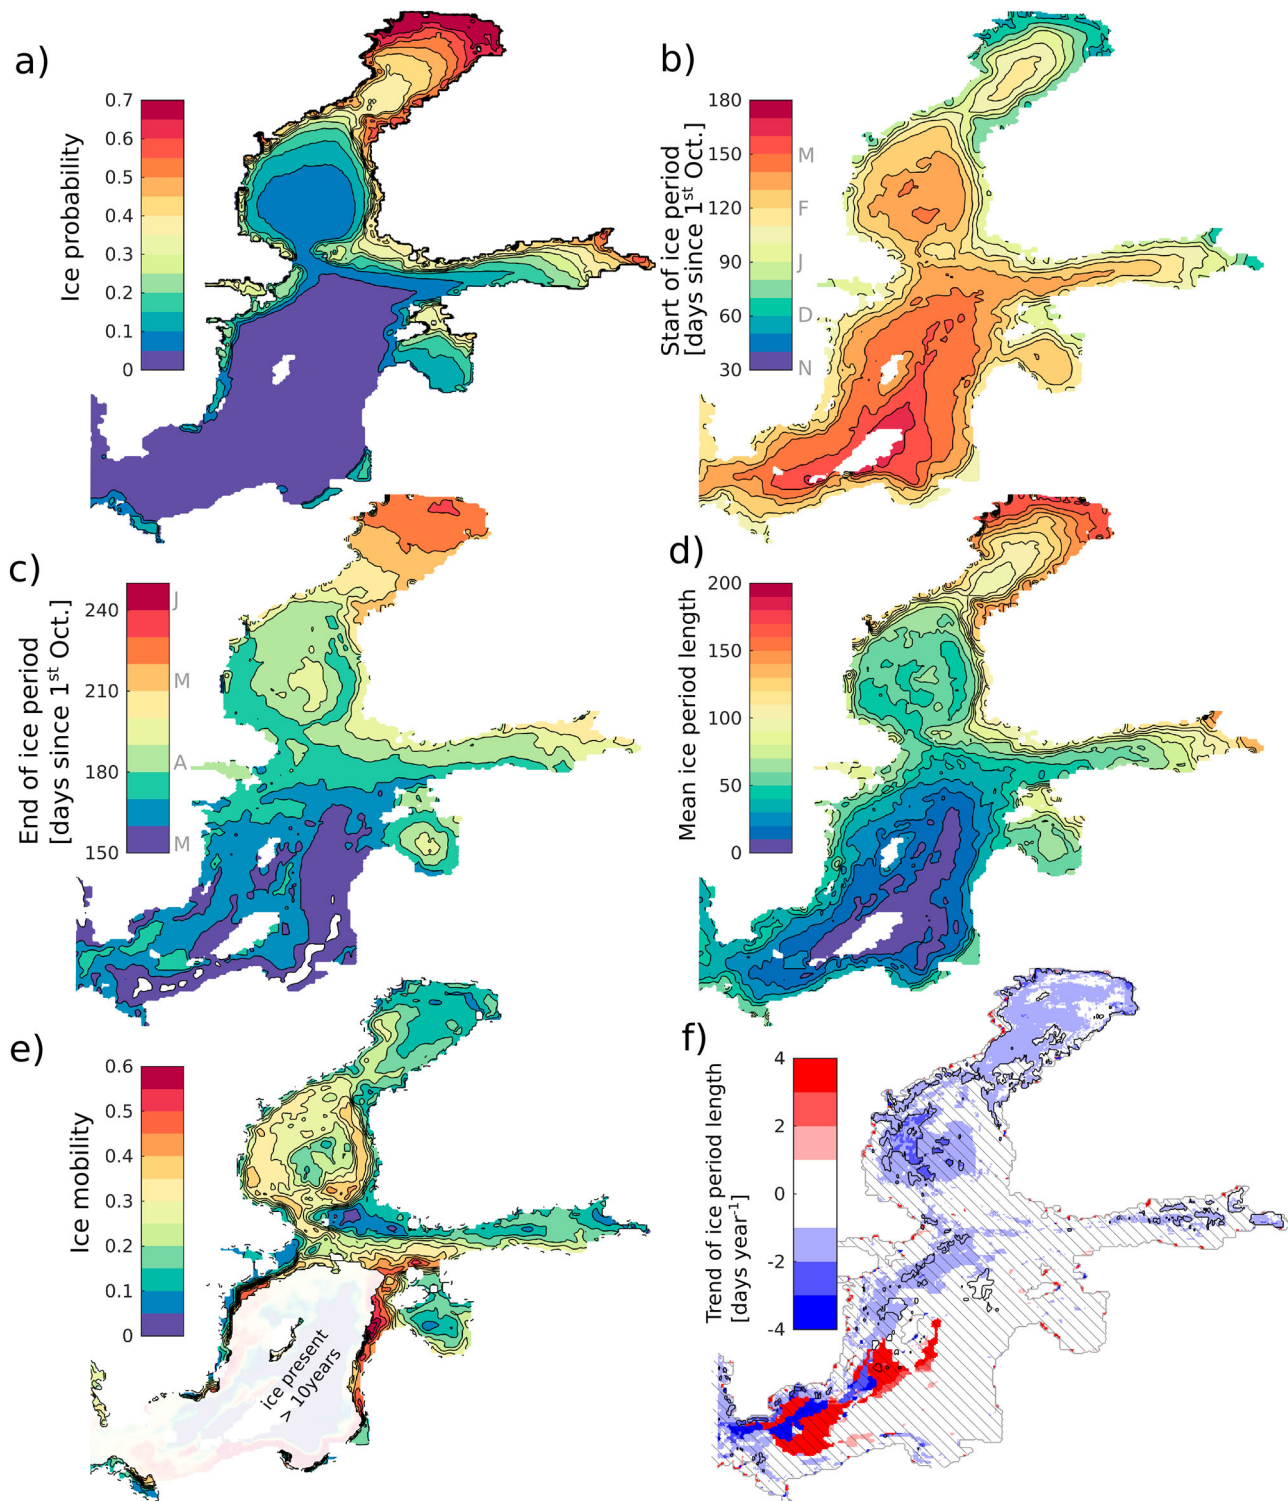 a)
Ice probability
0.7
0.6
0.5
0.4
0.3
0.2
0.1
0
b)
Start of ice period
[days since 1st Oct.]
180
150
120
90
60
30
M
F
J
D
N
c)
End of ice period
[days since 1st Oct.]
240
210
180
150
J
M
A
M
d)
Mean ice period length
200
150
100
50
0
e)
Ice mobility
0.6
0.5
0.4
0.3
0.2
0.1
0
ice present
> 10years
f)
Trend of ice period length
[days year-1]
4
2
0
-2
-4